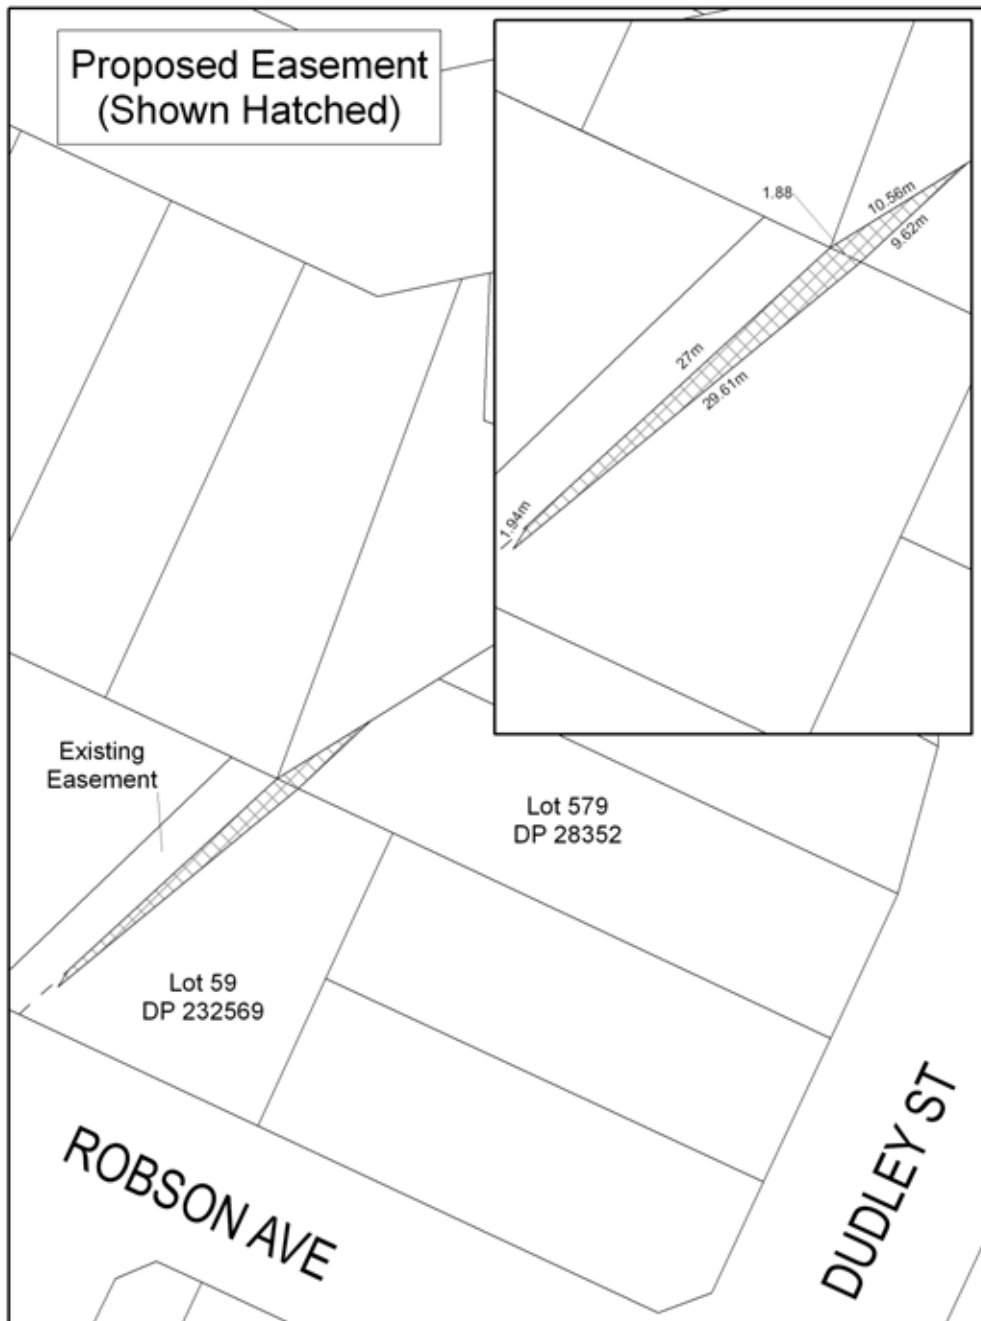 Proposed Easement
(Shown Hatched)
1.88
10.56m
9.62m
27m
29.61m
1.94m
Existing
Easement
Lot 579
DP 28352
Lot 59
DP 232569
ROBSON AVE
DUDLEY ST